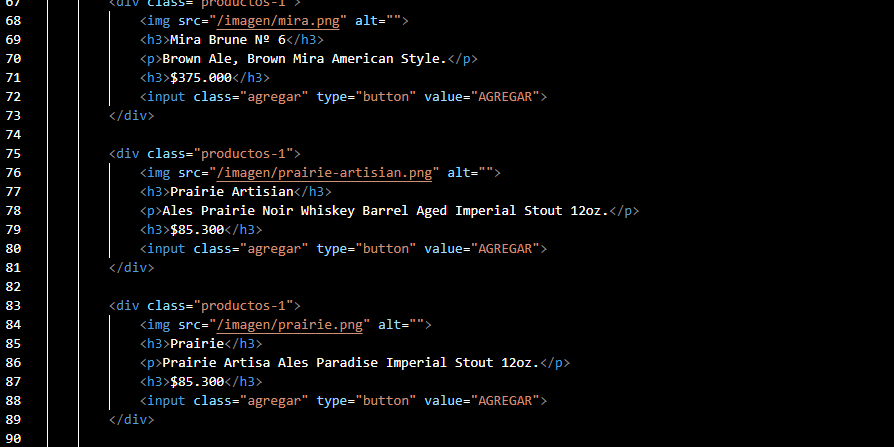 67 <div class="productos-1">
68 <img src="/imagen/mira.png" alt="">
69 <h3>Mira Brune Nº 6</h3>
70 <p>Brown Ale, Brown Mira American Style.</p>
71 <h3>$375.000</h3>
72 <input class="agregar" type="button" value="AGREGAR">
73 </div>
74
75 <div class="productos-1">
76 <img src="/imagen/prairie-artisian.png" alt="">
77 <h3>Prairie Artisian</h3>
78 <p>Ales Prairie Noir Whiskey Barrel Aged Imperial Stout 12oz.</p>
79 <h3>$85.300</h3>
80 <input class="agregar" type="button" value="AGREGAR">
81 </div>
82
83 <div class="productos-1">
84 <img src="/imagen/prairie.png" alt="">
85 <h3>Prairie</h3>
86 <p>Prairie Artisa Ales Paradise Imperial Stout 12oz.</p>
87 <h3>$85.300</h3>
88 <input class="agregar" type="button" value="AGREGAR">
89 </div>
90